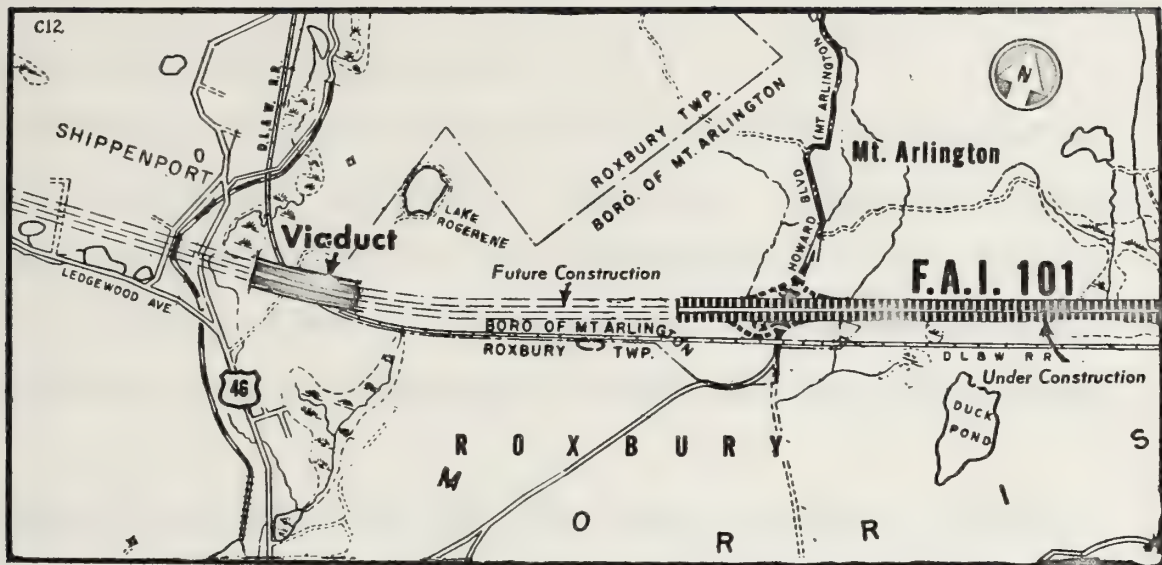 C12
SHIPPENPORT
D.L.&W. R.R.
ROXBURY TWP.
BORO. OF MT. ARLINGTON
(MT ARLINGTON
HOWARD BLVD
Mt. Arlington
N
LAKE
ROGERENE
Viaduct
LEDGEWOOD AVE
Future Construction
F.A.I. 101
BORO OF MT ARLINGTON
ROXBURY TWP.
D L & W RR
Under Construction
46
DUCK
POND
ROXBURY
M O R R I S